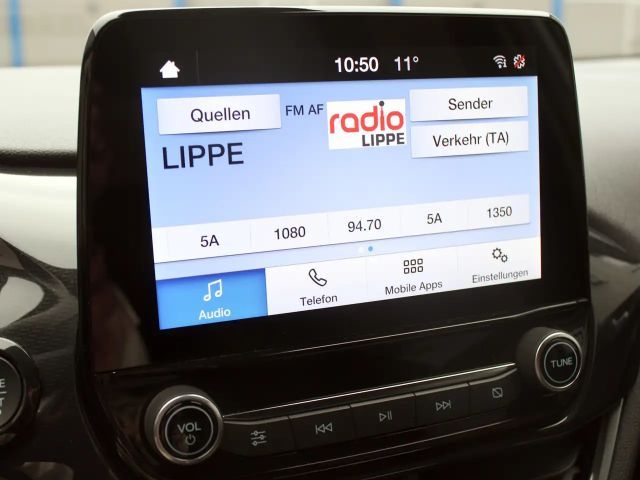 10:50 11°
Quellen FM AF radio LIPPE Sender
LIPPE Verkehr (TA)
5A 1080 94.70 5A 1350
Audio Telefon Mobile Apps Einstellungen
VOL TUNE